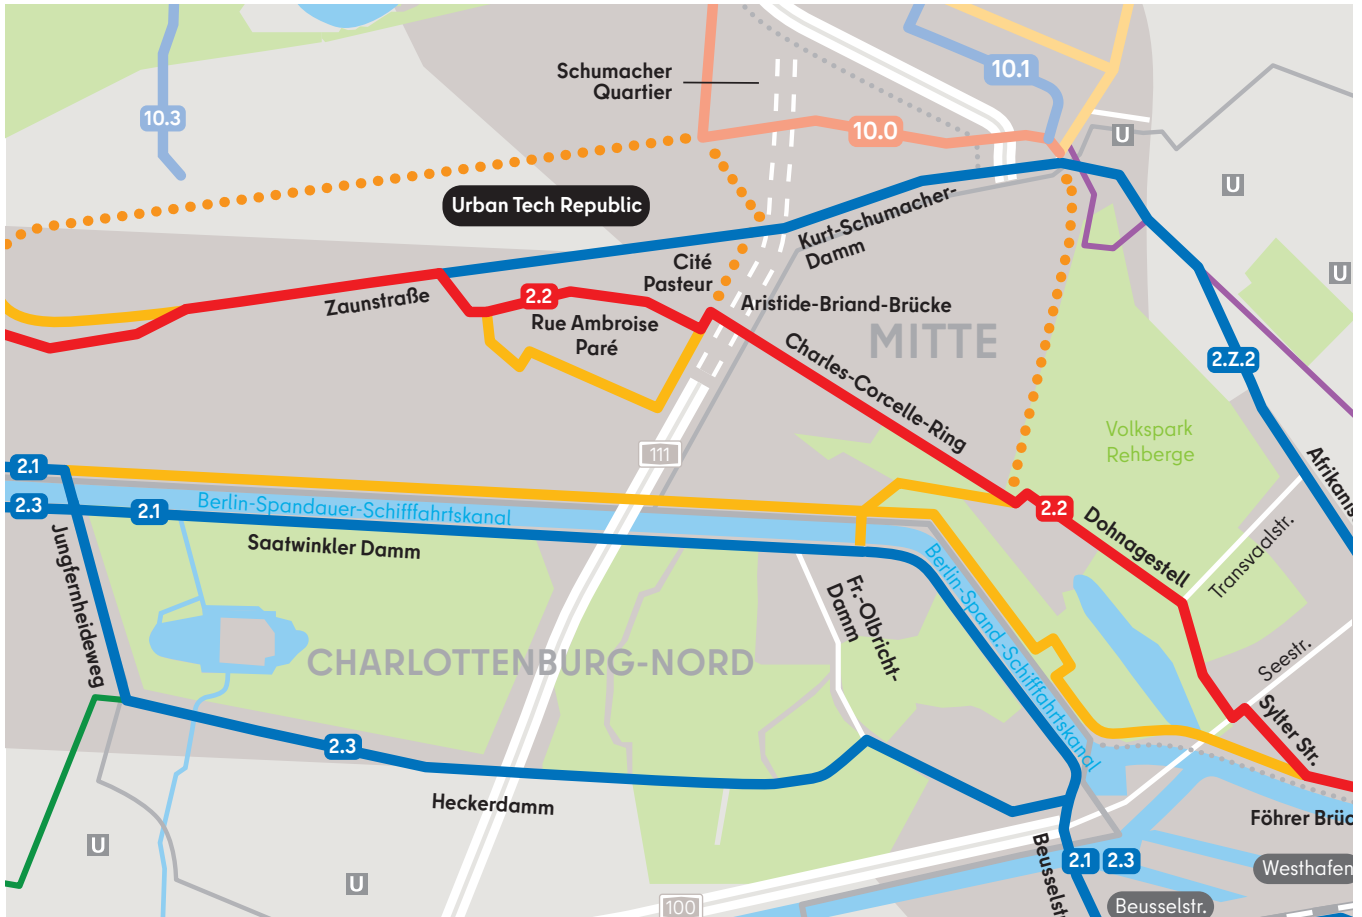 Schumacher
Quartier
10.3
10.1
10.0
U
U
U
Urban Tech Republic
Kurt-Schumacher-
Damm
Cité
Pasteur
Zaunstraße
2.2
Rue Ambroise
Paré
Aristide-Briand-Brücke
MITTE
Charles-Corcelle-Ring
2.Z.2
Volkspark
Rehberge
111
2.1
2.3
2.1
Berlin-Spandauer-Schifffahrtskanal
Saatwinkler Damm
Jungfernheideweg
2.2
Dohnagestell
Transvaalstr.
Berlin-Spand.-Schifffahrtskanal
Fr.-Olbricht-
Damm
CHARLOTTENBURG-NORD
Seestr.
Sylter Str.
2.3
Heckerdamm
U
U
2.1
2.3
Westhafen
Beusselstr.
100